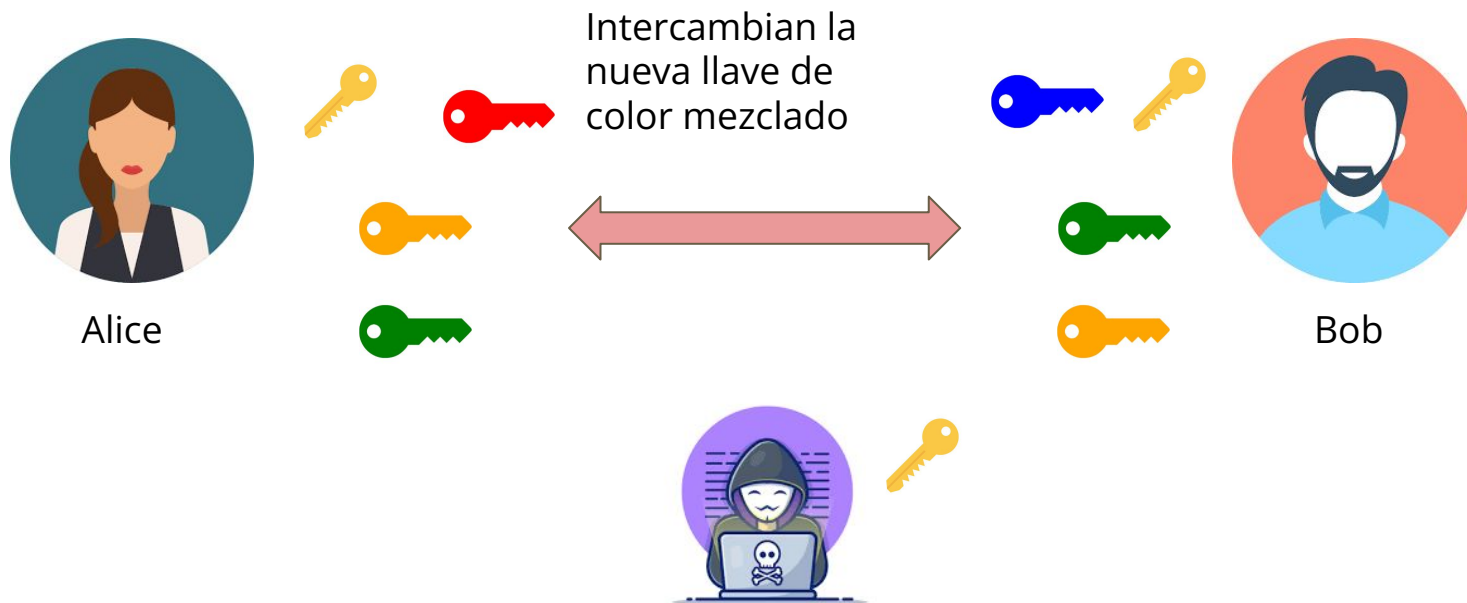 Intercambian la
nueva llave de
color mezclado
Alice
Bob